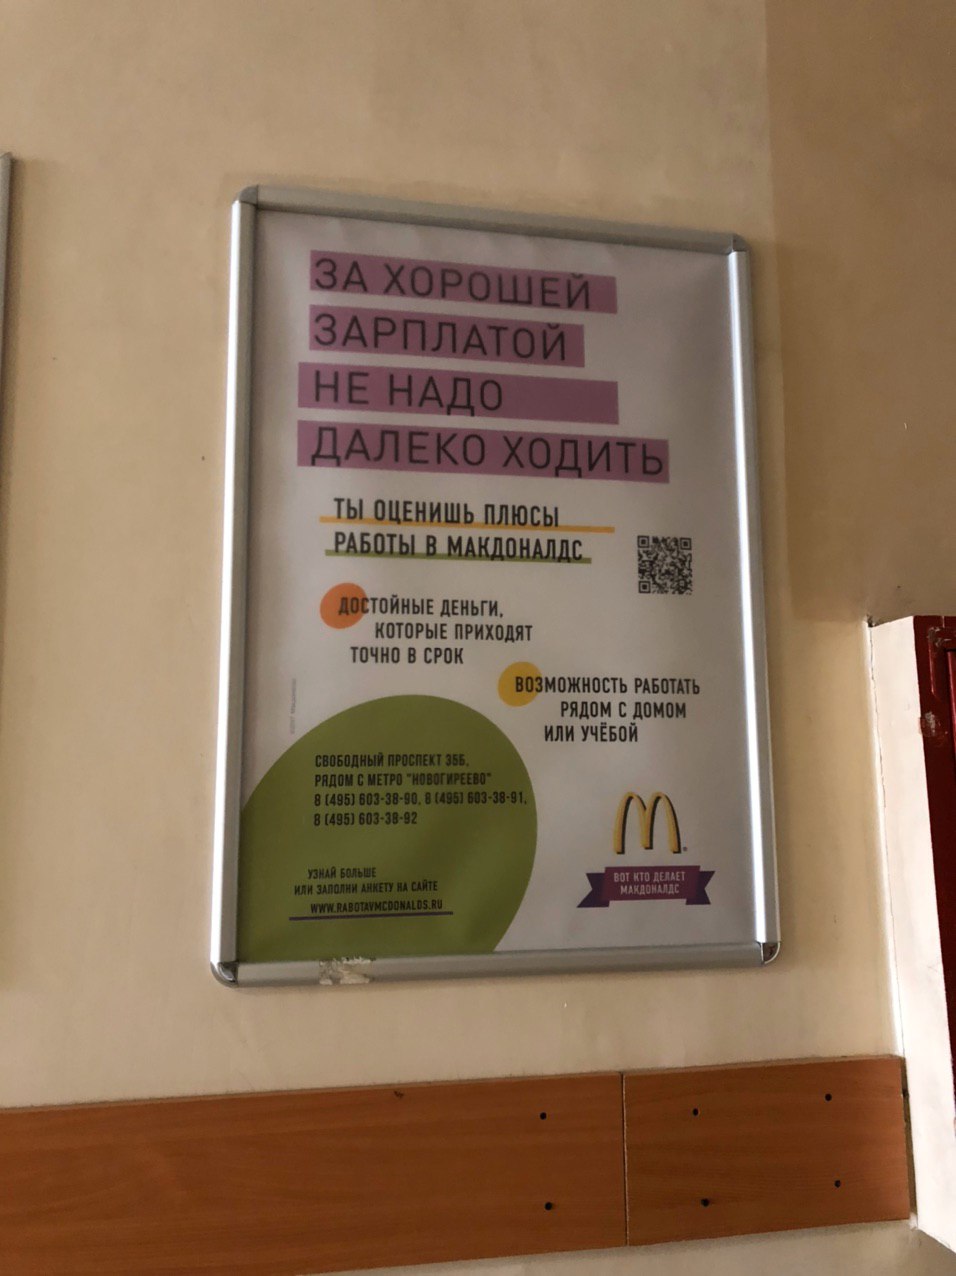 ЗА ХОРОШЕЙ
ЗАРПЛАТОЙ
НЕ НАДО
ДАЛЕКО ХОДИТЬ
ТЫ ОЦЕНИШЬ ПЛЮСЫ
РАБОТЫ В МАКДОНАЛДС
ДОСТОЙНЫЕ ДЕНЬГИ,
КОТОРЫЕ ПРИХОДЯТ
ТОЧНО В СРОК
ВОЗМОЖНОСТЬ РАБОТАТЬ
РЯДОМ С ДОМОМ
ИЛИ УЧЁБОЙ
СВОБОДНЫЙ ПРОСПЕКТ 35Б,
РЯДОМ С МЕТРО "НОВОГИРЕЕВО"
8 (495) 603-38-90, 8 (495) 603-38-91,
8 (495) 603-38-92
УЗНАЙ БОЛЬШЕ
ИЛИ ЗАПОЛНИ АНКЕТУ НА САЙТЕ
WWW.RABOTAVMCDONALDS.RU
ВОТ КТО ДЕЛАЕТ
МАКДОНАЛДС